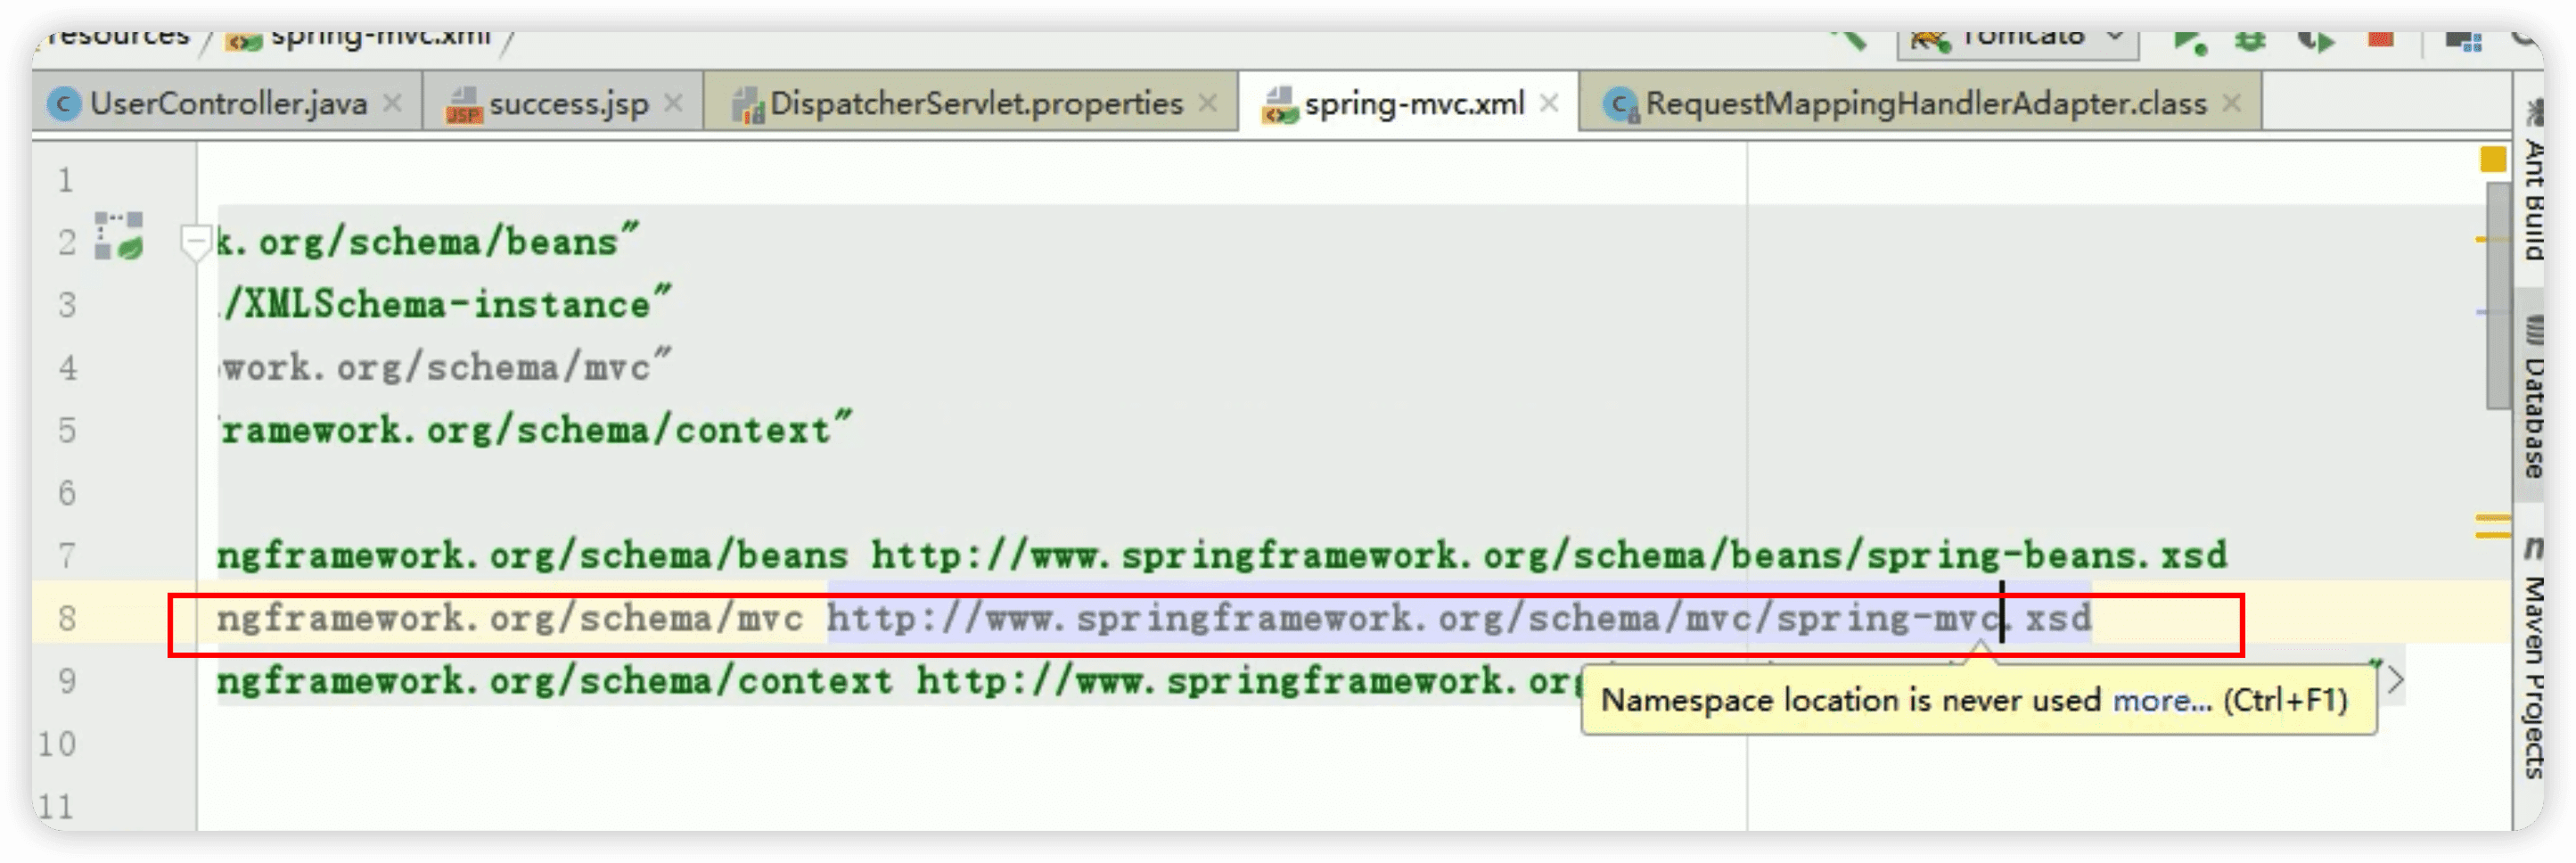 resources spring-mvc.xml Tomcat8
UserController.java success.jsp DispatcherServlet.properties spring-mvc.xml RequestMappingHandlerAdapter.class
1
2 k.org/schema/beans"
3 /XMLSchema-instance"
4 work.org/schema/mvc"
5 ramework.org/schema/context"
6
7 ngframework.org/schema/beans http://www.springframework.org/schema/beans/spring-beans.xsd
8 ngframework.org/schema/mvc http://www.springframework.org/schema/mvc/spring-mvc.xsd
9 ngframework.org/schema/context http://www.springframework.org
Namespace location is never used more... (Ctrl+F1)
10
11
Ant Build
Database
Maven Projects